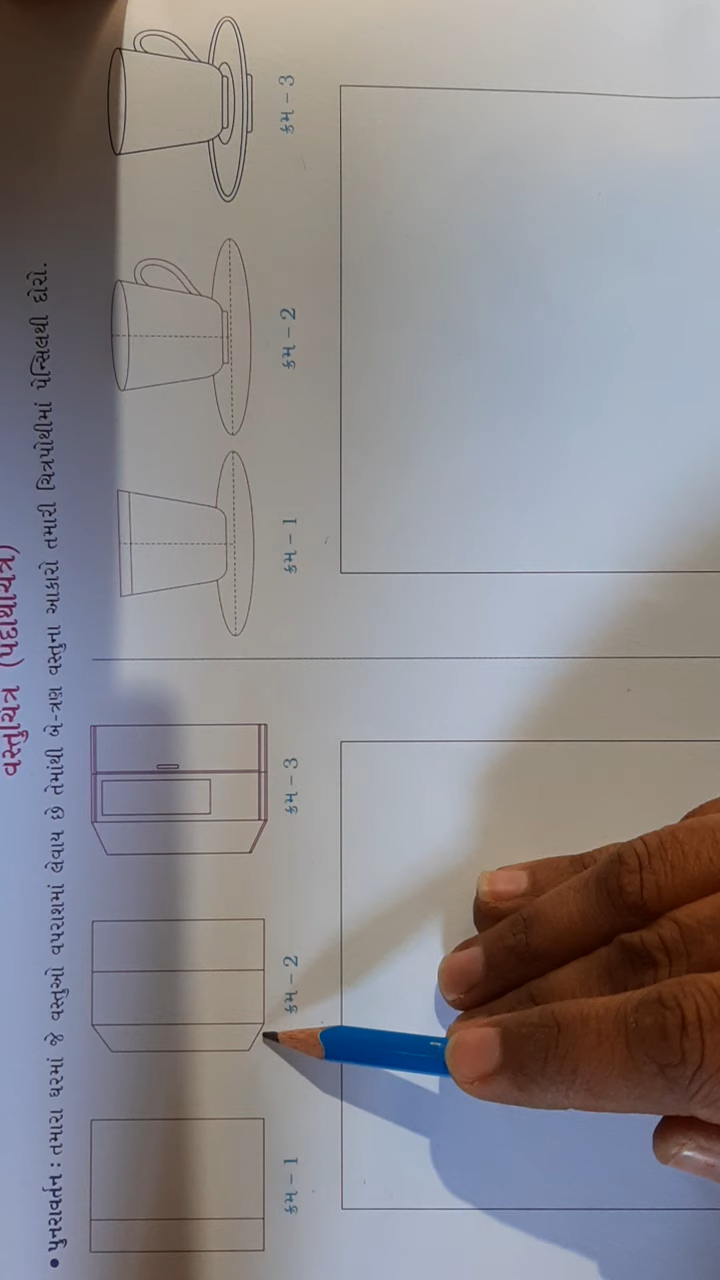 વસ્તુચિત્ર (પદાર્થચિત્ર)
• પુનરાવર્તન : તમારા ઘરમાં જે વસ્તુઓ વપરાશમાં લેવાય છે તેમાંથી બે-ત્રણ વસ્તુના આકારો તમારી ચિત્રપોથીમાં પેન્સિલથી દોરો.
ક્રમ – 1
ક્રમ – 2
ક્રમ – 3
ક્રમ – 1
ક્રમ – 2
ક્રમ – 3